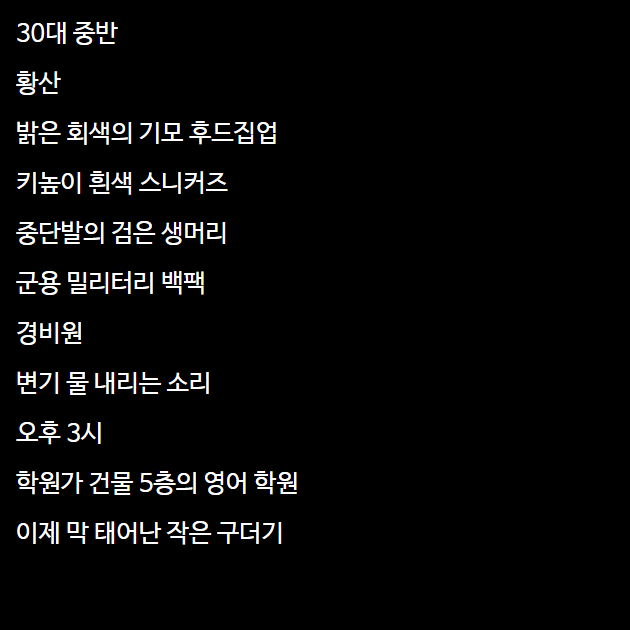 30대 중반
황산
밝은 회색의 기모 후드집업
키높이 흰색 스니커즈
중단발의 검은 생머리
군용 밀리터리 백팩
경비원
변기 물 내리는 소리
오후 3시
학원가 건물 5층의 영어 학원
이제 막 태어난 작은 구더기